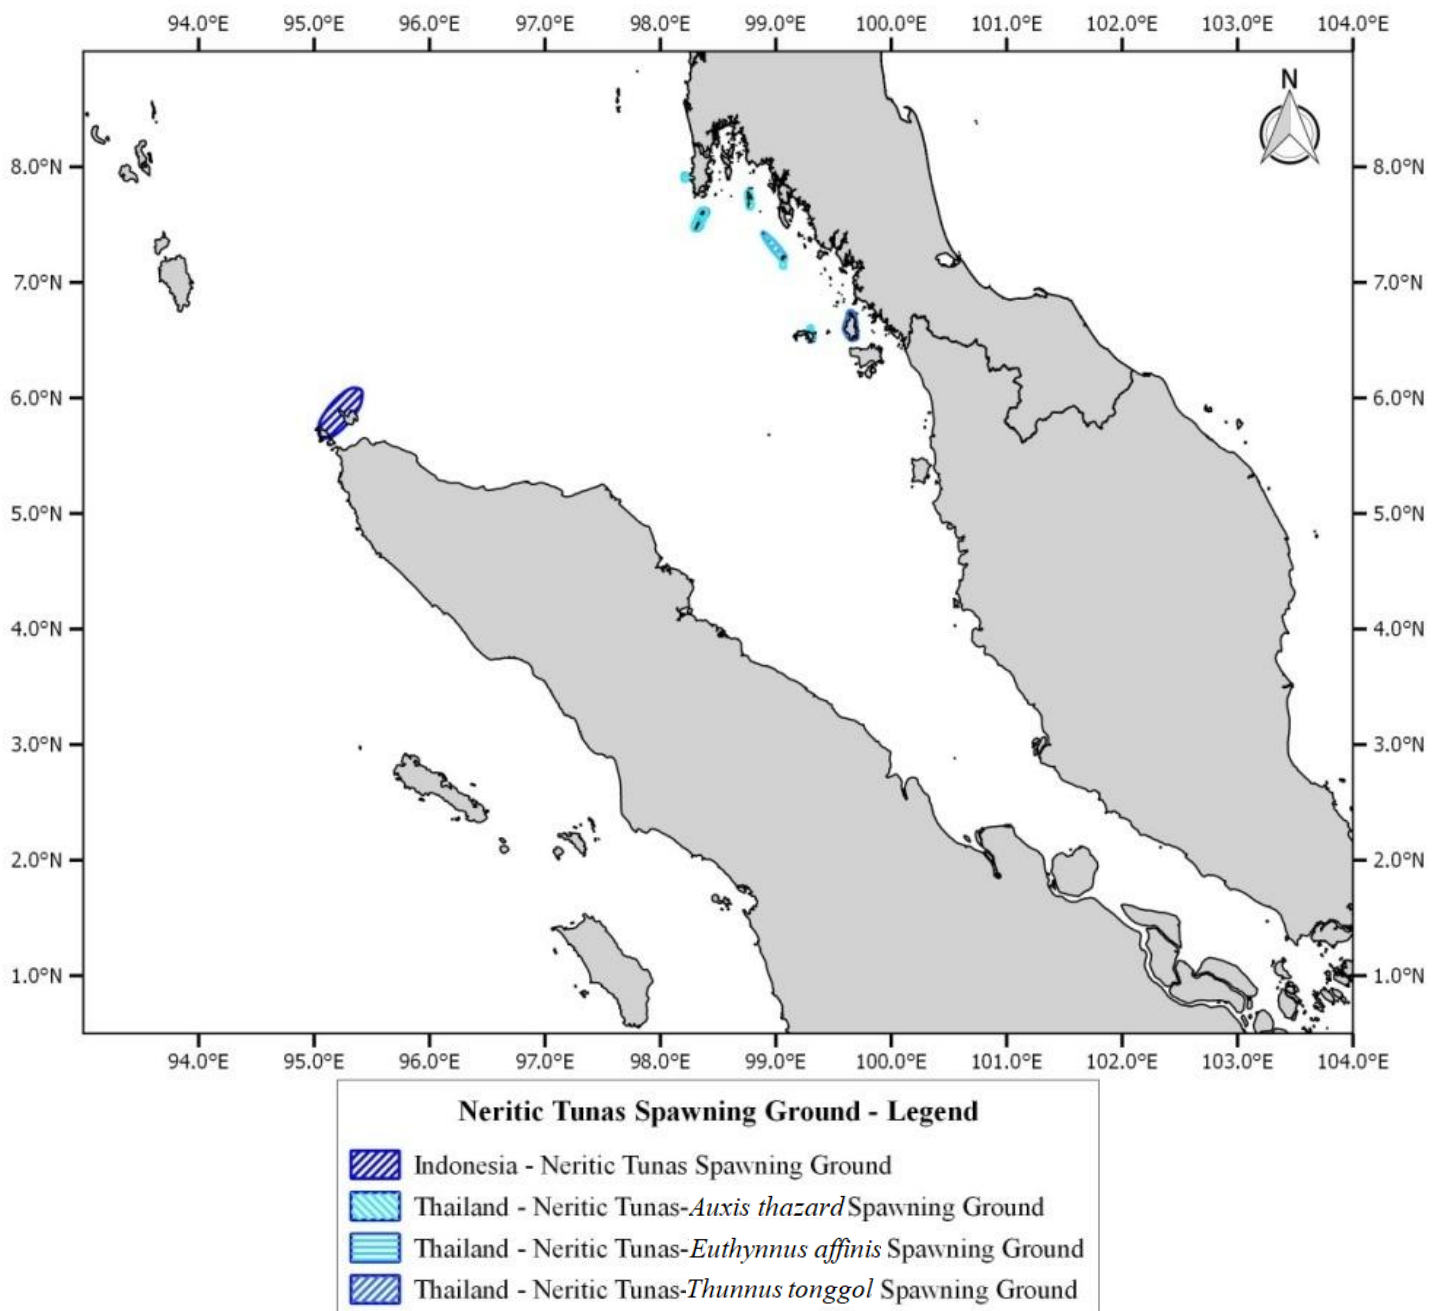 94.0°E 95.0°E 96.0°E 97.0°E 98.0°E 99.0°E 100.0°E 101.0°E 102.0°E 103.0°E 104.0°E
N
8.0°N 8.0°N
7.0°N 7.0°N
6.0°N 6.0°N
5.0°N 5.0°N
4.0°N 4.0°N
3.0°N 3.0°N
2.0°N 2.0°N
1.0°N 1.0°N
94.0°E 95.0°E 96.0°E 97.0°E 98.0°E 99.0°E 100.0°E 101.0°E 102.0°E 103.0°E 104.0°E
Neritic Tunas Spawning Ground - Legend
Indonesia - Neritic Tunas Spawning Ground
Thailand - Neritic Tunas-Auxis thazard Spawning Ground
Thailand - Neritic Tunas-Euthynnus affinis Spawning Ground
Thailand - Neritic Tunas-Thunnus tonggol Spawning Ground